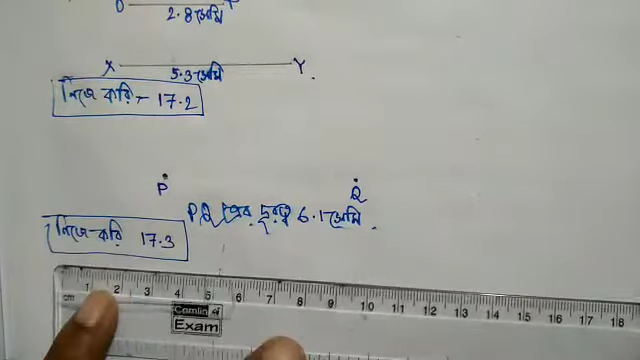 2.8 সেমি
X Y
5.3 সেমি
নিজে করি - 17.2
P Q
PQ এর দূরত্ব 6.1 সেমি.
নিজে-করি 17.3
cm 1 2 3 4 5 6 7 8 9 10 11 12 13 14 15 16 17 18
Camlin
Exam